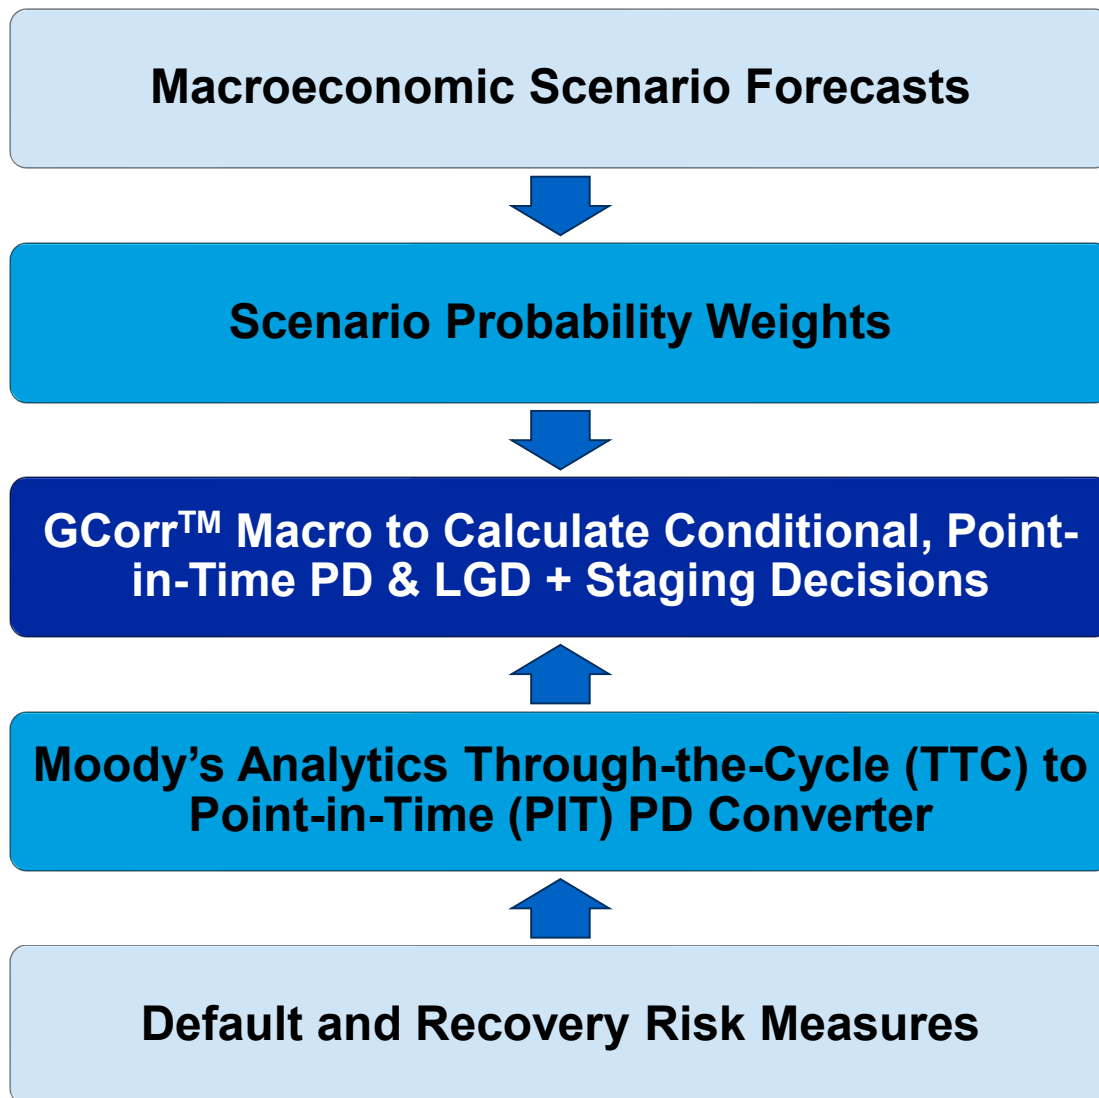 Macroeconomic Scenario Forecasts
Scenario Probability Weights
GCorr™ Macro to Calculate Conditional, Point-
in-Time PD & LGD + Staging Decisions
Moody’s Analytics Through-the-Cycle (TTC) to
Point-in-Time (PIT) PD Converter
Default and Recovery Risk Measures